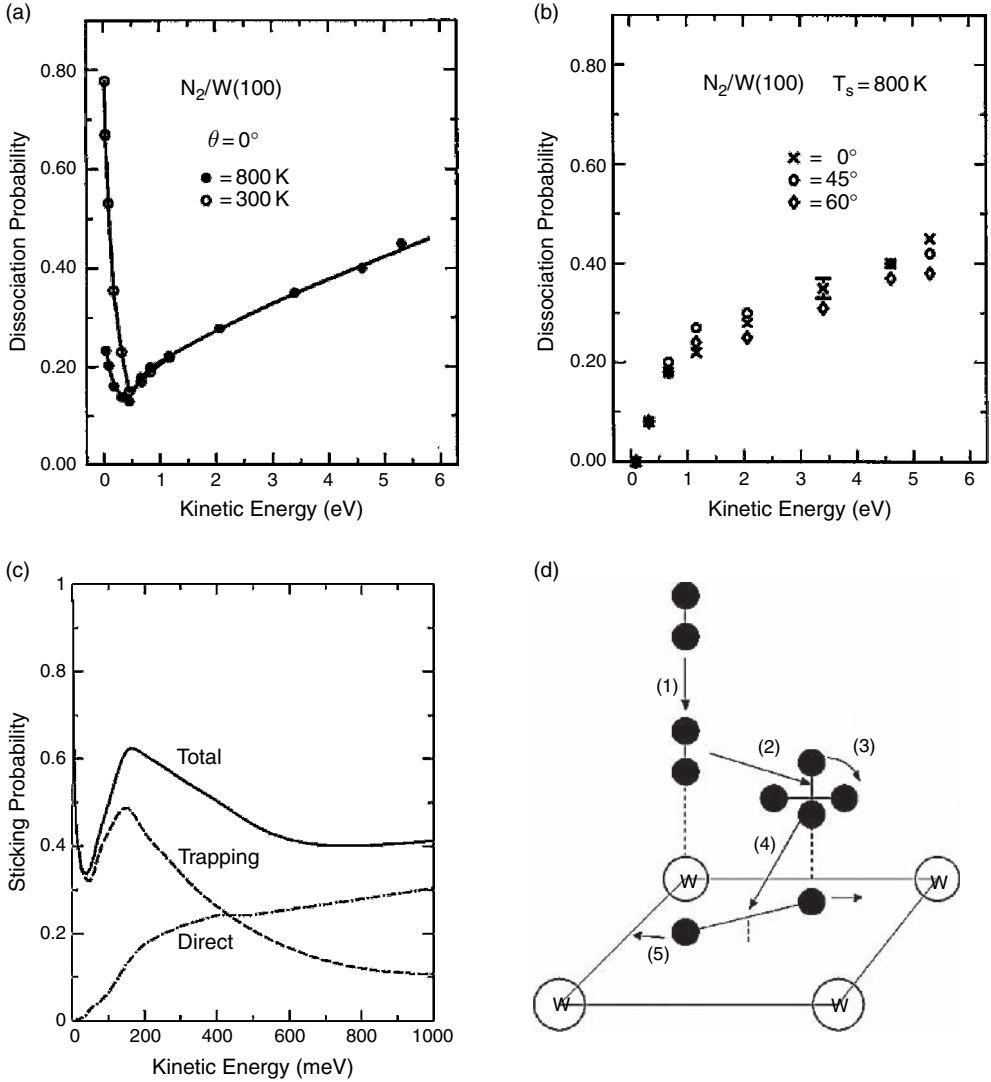 (a)
Dissociation Probability
0.80
0.60
0.40
0.20
0.00
N₂/W(100)
θ = 0°
= 800 K
= 300 K
0 1 2 3 4 5 6
Kinetic Energy (eV)
(b)
Dissociation Probability
0.80
0.60
0.40
0.20
0.00
N₂/W(100) Tₛ = 800 K
= 0°
= 45°
= 60°
0 1 2 3 4 5 6
Kinetic Energy (eV)
(c)
Sticking Probability
1
0.8
0.6
0.4
0.2
0
Total
Trapping
Direct
0 200 400 600 800 1000
Kinetic Energy (meV)
(d)
(1)
(2)
(3)
(4)
(5)
W
W
W
W